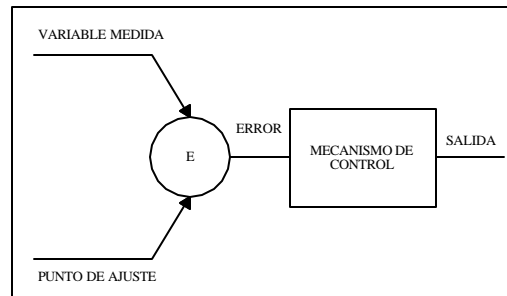 VARIABLE MEDIDA
E
ERROR
MECANISMO DE
CONTROL
SALIDA
PUNTO DE AJUSTE